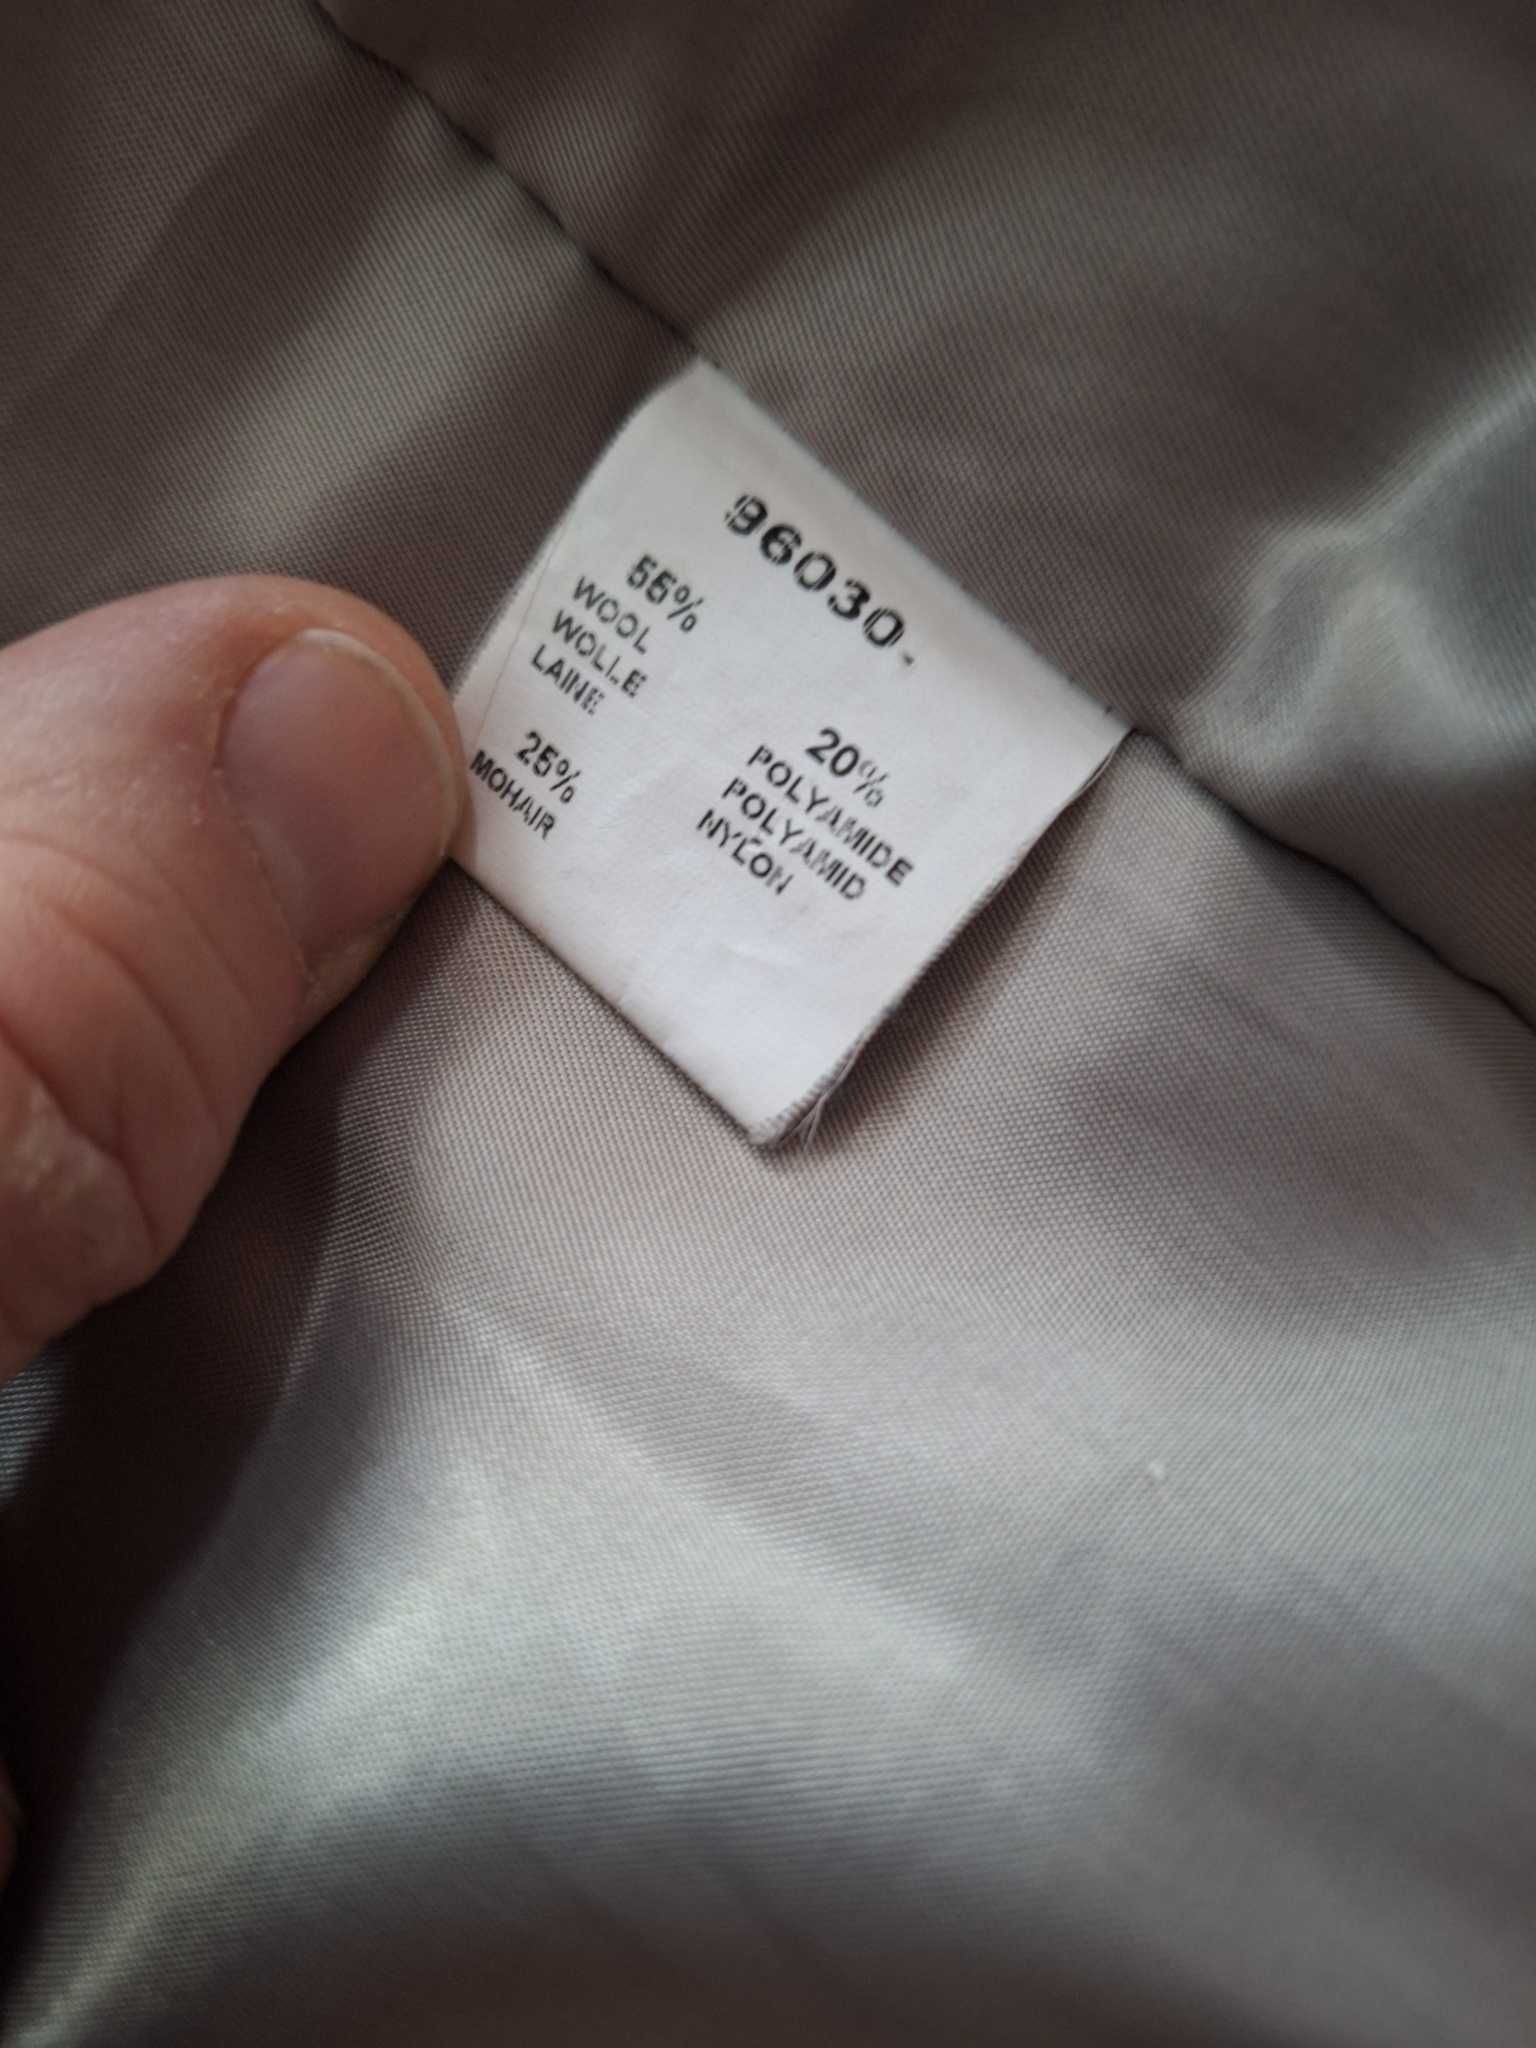 96030-
55%
WOOL
WOLLE
LAINE
25%
MOHAIR
20%
POLYAMIDE
POLYAMID
NYLON